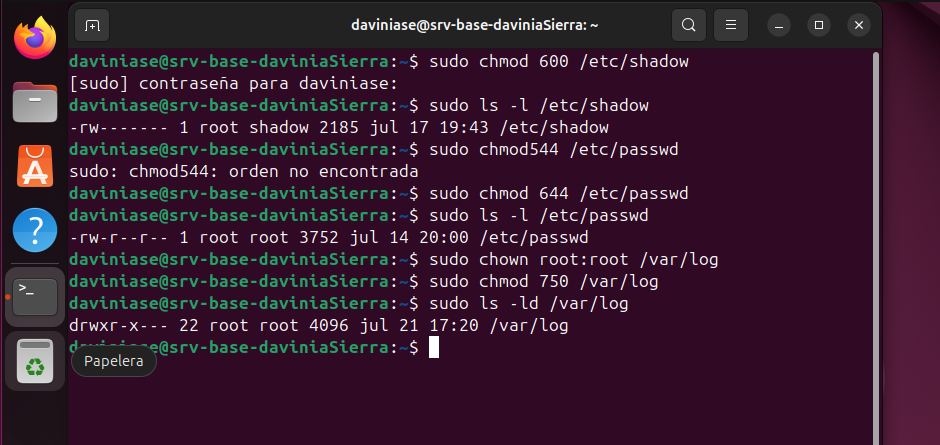 daviniase@srv-base-daviniaSierra: ~
daviniase@srv-base-daviniaSierra:~$ sudo chmod 600 /etc/shadow
[sudo] contraseña para daviniase:
daviniase@srv-base-daviniaSierra:~$ sudo ls -l /etc/shadow
-rw------- 1 root shadow 2185 jul 17 19:43 /etc/shadow
daviniase@srv-base-daviniaSierra:~$ sudo chmod544 /etc/passwd
sudo: chmod544: orden no encontrada
daviniase@srv-base-daviniaSierra:~$ sudo chmod 644 /etc/passwd
daviniase@srv-base-daviniaSierra:~$ sudo ls -l /etc/passwd
-rw-r--r-- 1 root root 3752 jul 14 20:00 /etc/passwd
daviniase@srv-base-daviniaSierra:~$ sudo chown root:root /var/log
daviniase@srv-base-daviniaSierra:~$ sudo chmod 750 /var/log
daviniase@srv-base-daviniaSierra:~$ sudo ls -ld /var/log
drwxr-x--- 22 root root 4096 jul 21 17:20 /var/log
daviniase@srv-base-daviniaSierra:~$
Papelera